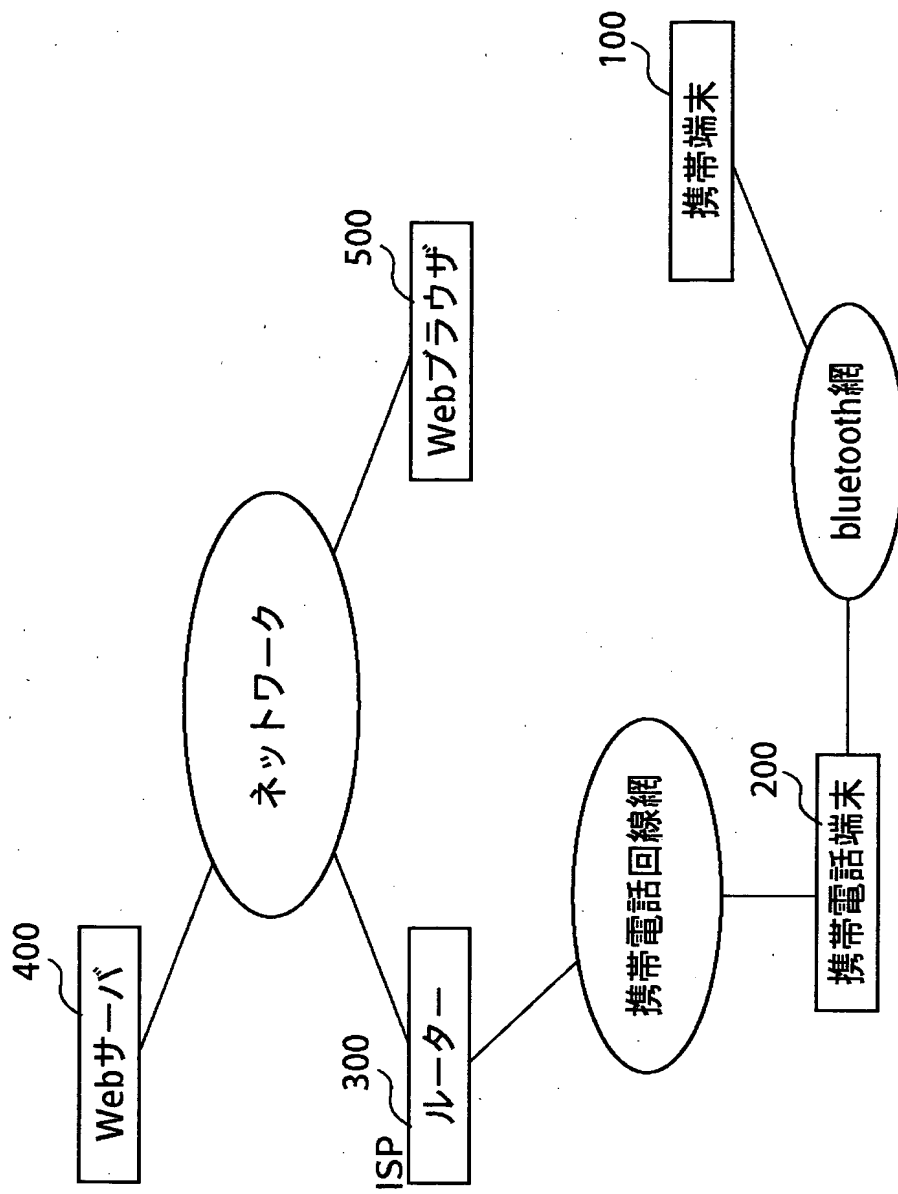 400
Webサーバ
ネットワーク
500
Webブラウザ
ISP
300
ルーター
携帯電話回線網
100
携帯端末
200
携帯電話端末
bluetooth網